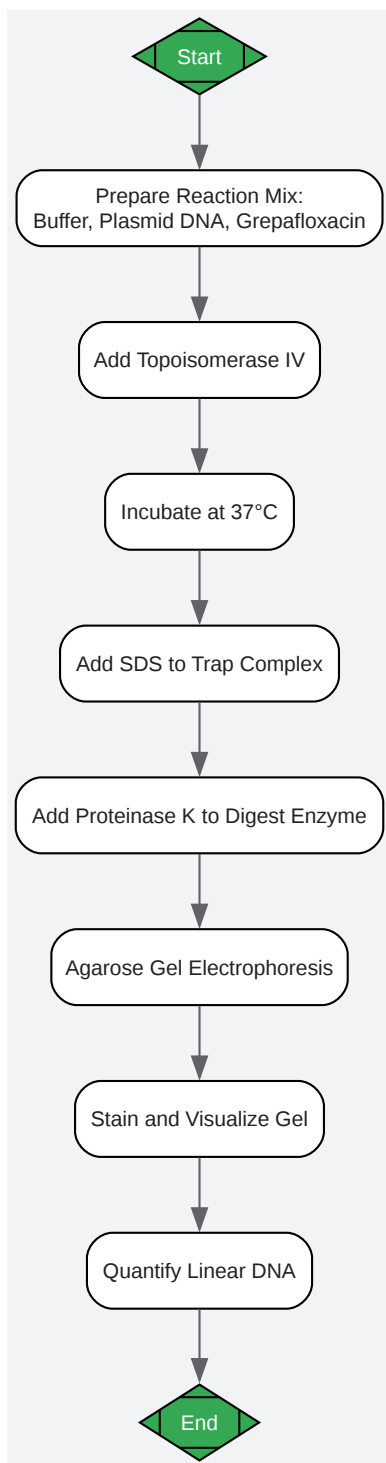 Start
Prepare Reaction Mix:
Buffer, Plasmid DNA, Grepafloxacin
Add Topoisomerase IV
Incubate at 37°C
Add SDS to Trap Complex
Add Proteinase K to Digest Enzyme
Agarose Gel Electrophoresis
Stain and Visualize Gel
Quantify Linear DNA
End